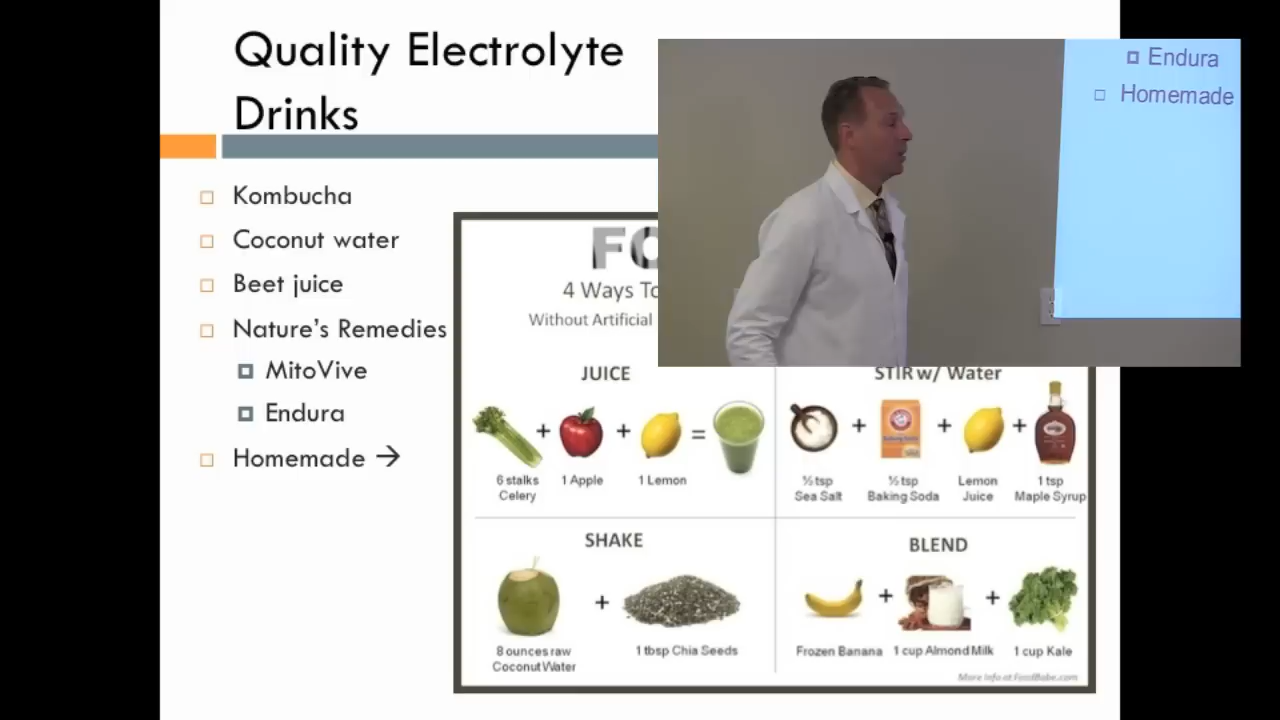 Quality Electrolyte
Drinks
Kombucha
Coconut water
Beet juice
Nature's Remedies
MitoVive
Endura
Homemade →
Endura
Homemade
4 Ways To
Without Artificial
JUICE
6 stalks
Celery
1 Apple
1 Lemon
STIR w/ Water
½ tsp
Sea Salt
½ tsp
Baking Soda
Lemon
Juice
1 tsp
Maple Syrup
SHAKE
8 ounces raw
Coconut Water
1 tbsp Chia Seeds
BLEND
Frozen Banana
1 cup Almond Milk
1 cup Kale
More Info at FoodBabe.com